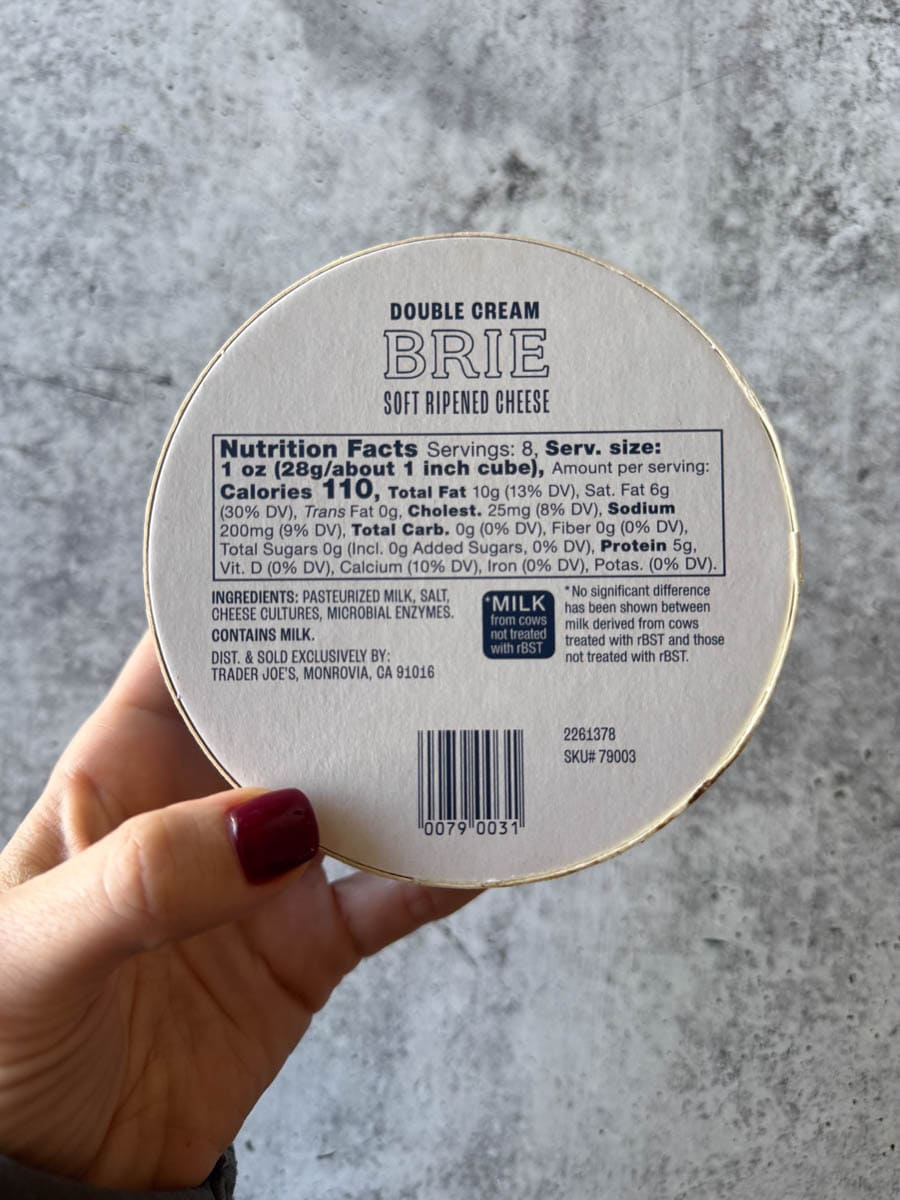 DOUBLE CREAM
BRIE
SOFT RIPENED CHEESE
Nutrition Facts Servings: 8, Serv. size:
1 oz (28g/about 1 inch cube), Amount per serving:
Calories 110, Total Fat 10g (13% DV), Sat. Fat 6g
(30% DV), Trans Fat 0g, Cholest. 25mg (8% DV), Sodium
200mg (9% DV), Total Carb. 0g (0% DV), Fiber 0g (0% DV),
Total Sugars 0g (Incl. 0g Added Sugars, 0% DV), Protein 5g,
Vit. D (0% DV), Calcium (10% DV), Iron (0% DV), Potas. (0% DV).
INGREDIENTS: PASTEURIZED MILK, SALT,
CHEESE CULTURES, MICROBIAL ENZYMES.
CONTAINS MILK.
DIST. & SOLD EXCLUSIVELY BY:
TRADER JOE'S, MONROVIA, CA 91016
*MILK
from cows
not treated
with rBST
*No significant difference
has been shown between
milk derived from cows
treated with rBST and those
not treated with rBST.
2261378
SKU# 79003
0079 0031